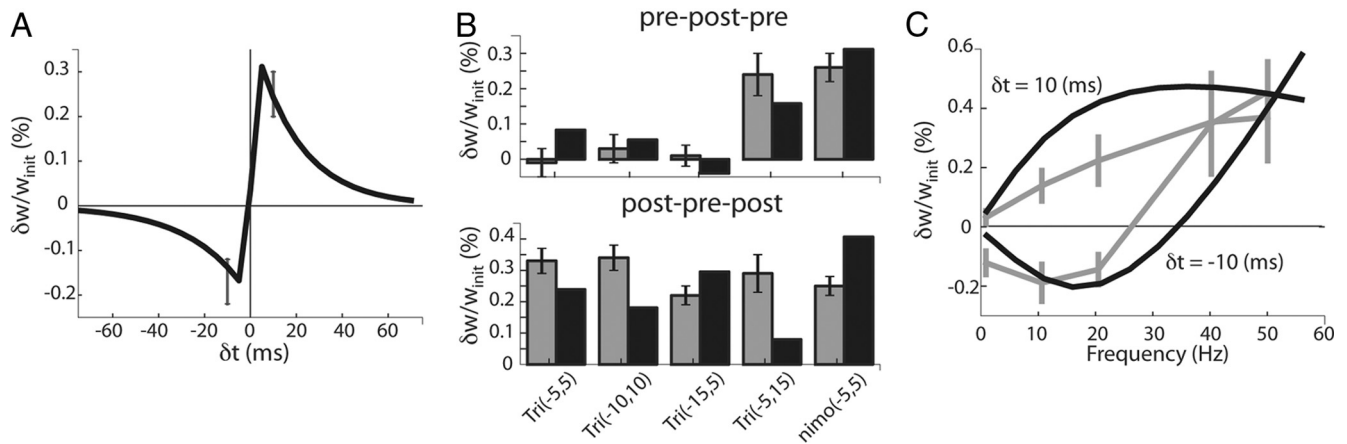 A
δw/w_init (%)
0.3
0.2
0.1
0
-0.1
-0.2
-60
-40
-20
0
20
40
60
δt (ms)
B
pre-post-pre
δw/w_init (%)
0.3
0.2
0.1
0
post-pre-post
δw/w_init (%)
0.4
0.3
0.2
0.1
0
Tri(-5,5)
Tri(-10,10)
Tri(-15,5)
Tri(-5,15)
nimo(-5,5)
C
δw/w_init (%)
0.6
0.4
0.2
0
-0.2
δt = 10 (ms)
δt = -10 (ms)
0
10
20
30
40
50
60
Frequency (Hz)